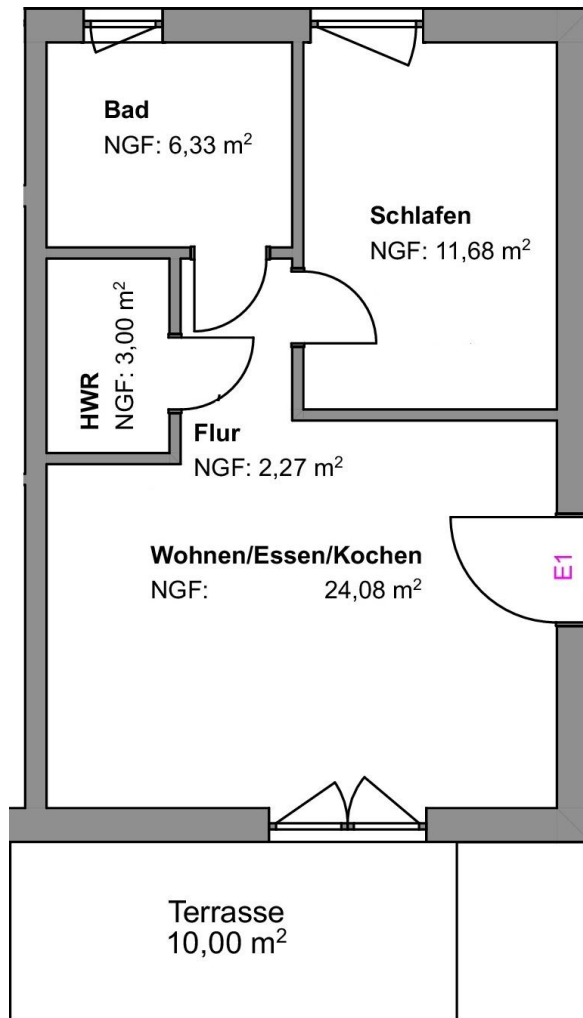 Bad
NGF: 6,33 m²
Schlafen
NGF: 11,68 m²
HWR
NGF: 3,00 m²
Flur
NGF: 2,27 m²
Wohnen/Essen/Kochen
NGF: 24,08 m²
E1
Terrasse
10,00 m²